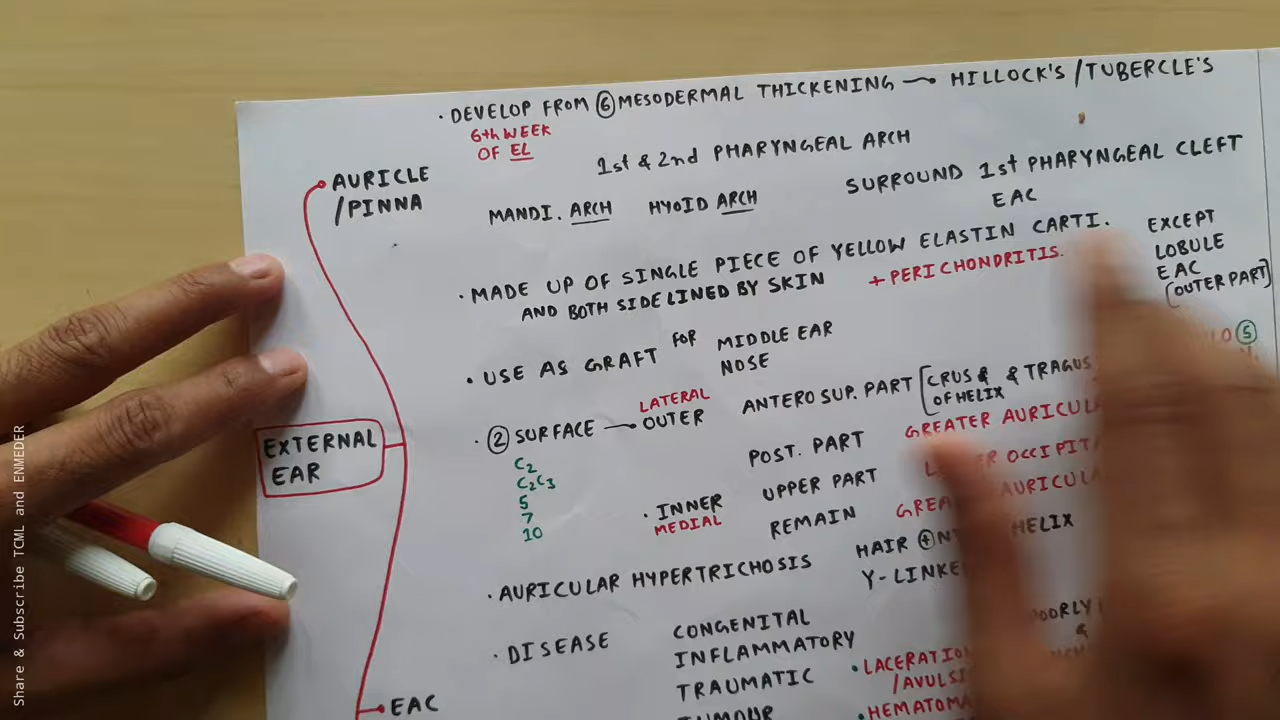 · DEVELOP FROM ⑥ MESODERMAL THICKENING — HILLOCK'S / TUBERCLE'S
6th WEEK
OF EL
1st & 2nd PHARYNGEAL ARCH
AURICLE
/PINNA
MANDI. ARCH HYOID ARCH
SURROUND 1st PHARYNGEAL CLEFT
EAC
· MADE UP OF SINGLE PIECE OF YELLOW ELASTIN CARTI.
AND BOTH SIDE LINED BY SKIN
+ PERICHONDRITIS.
EXCEPT
LOBULE
EAC
[OUTER PART]
· USE AS GRAFT FOR MIDDLE EAR
NOSE
· ② SURFACE — OUTER
LATERAL
ANTERO SUP. PART [CRUS & & TRAGUS
OF HELIX
10 ⑤
POST. PART GREATER
C2
C2C3
5
7
10
· INNER UPPER PART
MEDIAL
REMAIN
EXTERNAL
EAR
· AURICULAR HYPERTRICHOSIS HAIR HELIX
· DISEASE CONGENITAL
INFLAMMATORY
TRAUMATIC
TUMOUR
• HEMATOMA
EAC
Share & Subscribe TCML and ENMEDER